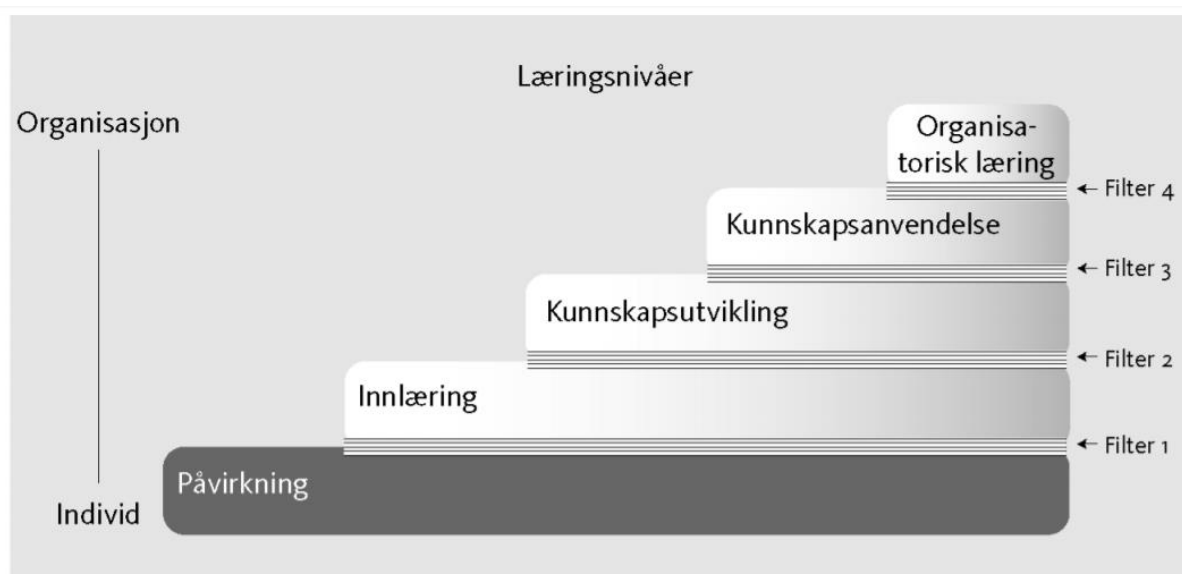 Læringsnivåer
Organisasjon
Organisa-
torisk læring
← Filter 4
Kunnskapsanvendelse
← Filter 3
Kunnskapsutvikling
← Filter 2
Innlæring
← Filter 1
Påvirkning
Individ